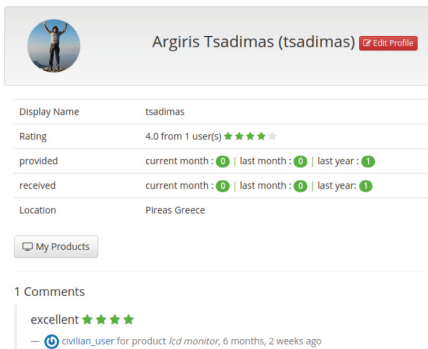 Argiris Tsadimas (tsadimas) Edit Profile
Display Name tsadimas
Rating 4.0 from 1 user(s)
provided current month : 0 | last month : 0 | last year : 1
received current month : 0 | last month : 0 | last year: 1
Location Pireas Greece
My Products
1 Comments
excellent
— civilian_user for product lcd monitor, 6 months, 2 weeks ago